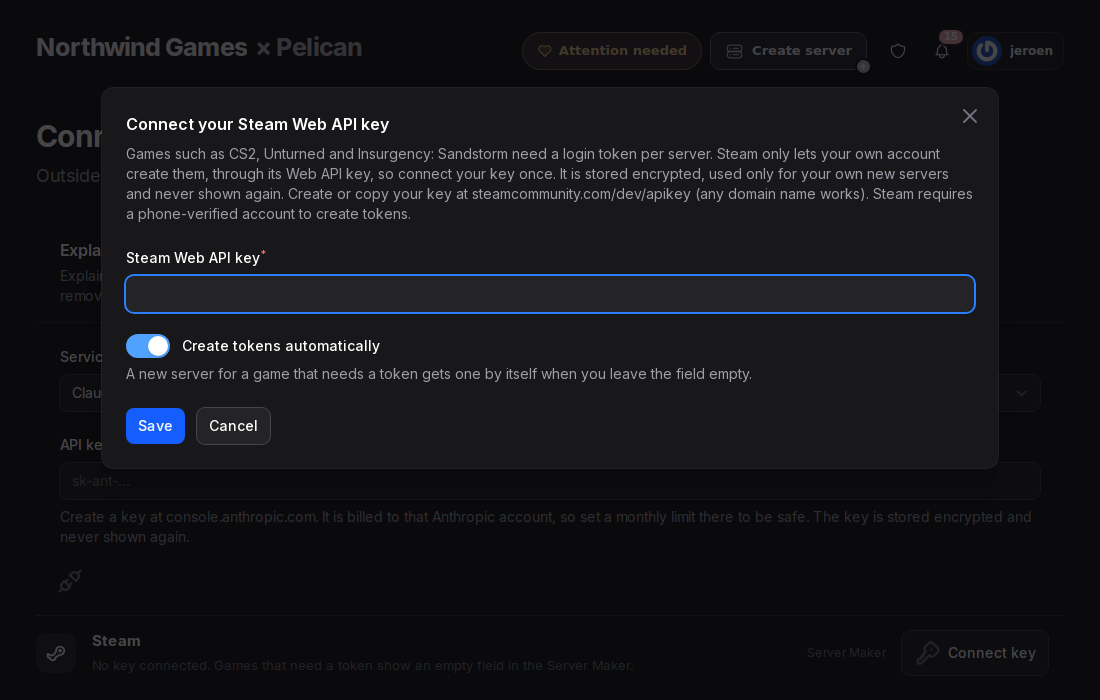 Northwind Games × Pelican
Attention needed
Create server
15
jeroen
Connect your Steam Web API key
Games such as CS2, Unturned and Insurgency: Sandstorm need a login token per server. Steam only lets your own account
create them, through its Web API key, so connect your key once. It is stored encrypted, used only for your own new servers
and never shown again. Create or copy your key at steamcommunity.com/dev/apikey (any domain name works). Steam requires
a phone-verified account to create tokens.
Steam Web API key*
Create tokens automatically
A new server for a game that needs a token gets one by itself when you leave the field empty.
Save
Cancel
Outside
API ke
sk-ant-...
Create a key at console.anthropic.com. It is billed to that Anthropic account, so set a monthly limit there to be safe. The key is stored encrypted and
never shown again.
Steam
No key connected. Games that need a token show an empty field in the Server Maker.
Server Maker
Connect key